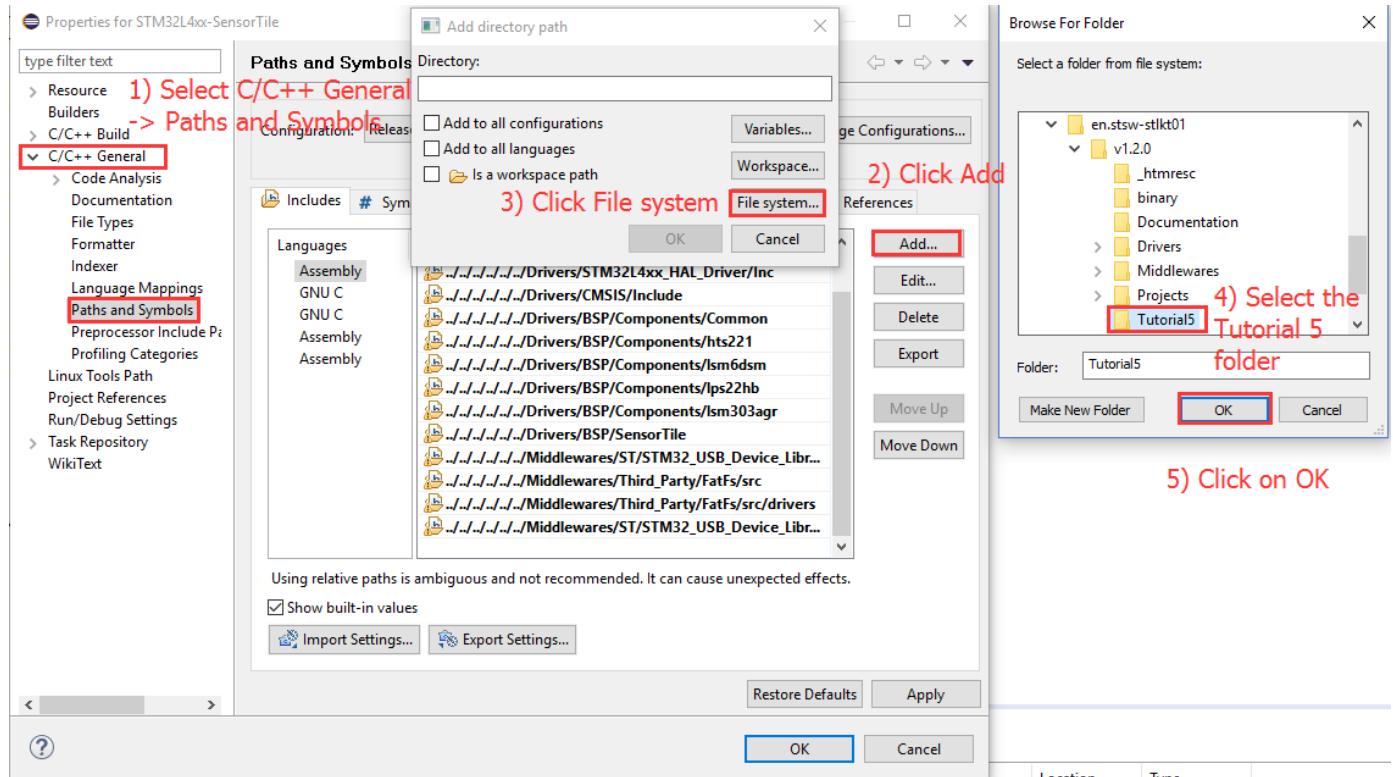 Properties for STM32L4xx-SensorTile
type filter text
Resource
Builders
C/C++ Build
C/C++ General
Code Analysis
Documentation
File Types
Formatter
Indexer
Language Mappings
Paths and Symbols
Preprocessor Include Pa
Profiling Categories
Linux Tools Path
Project References
Run/Debug Settings
Task Repository
WikiText
1) Select C/C++ General
-> Paths and Symbols
Paths and Symbols
Configuration:
ge Configurations...
Includes
# Sym
References
Languages
Assembly
GNU C
GNU C
Assembly
Assembly
../../../../../../Drivers/STM32L4xx_HAL_Driver/Inc
../../../../../../Drivers/CMSIS/Include
../../../../../../Drivers/BSP/Components/Common
../../../../../../Drivers/BSP/Components/hts221
../../../../../../Drivers/BSP/Components/lsm6dsm
../../../../../../Drivers/BSP/Components/lps22hb
../../../../../../Drivers/BSP/Components/lsm303agr
../../../../../../Drivers/BSP/SensorTile
../../../../../../Middlewares/ST/STM32_USB_Device_Libr...
../../../../../../Middlewares/Third_Party/FatFs/src
../../../../../../Middlewares/Third_Party/FatFs/src/drivers
../../../../../../Middlewares/ST/STM32_USB_Device_Libr...
2) Click Add
Add...
Edit...
Delete
Export
Move Up
Move Down
Using relative paths is ambiguous and not recommended. It can cause unexpected effects.
Show built-in values
Import Settings...
Export Settings...
Restore Defaults
Apply
OK
Cancel
Add directory path
Directory:
Add to all configurations
Add to all languages
Is a workspace path
Variables...
Workspace...
File system...
3) Click File system
OK
Cancel
Browse For Folder
Select a folder from file system:
en.stsw-stlkt01
v1.2.0
_htmresc
binary
Documentation
Drivers
Middlewares
Projects
Tutorial5
4) Select the
Tutorial 5
folder
Folder:
Tutorial5
Make New Folder
OK
Cancel
5) Click on OK